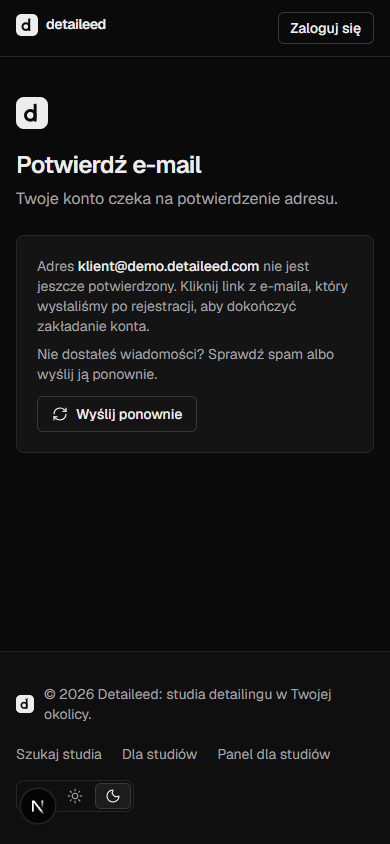 d detaileed
Zaloguj się
d
Potwierdź e-mail
Twoje konto czeka na potwierdzenie adresu.
Adres klient@demo.detaileed.com nie jest
jeszcze potwierdzony. Kliknij link z e-maila, który
wysłaliśmy po rejestracji, aby dokończyć
zakładanie konta.
Nie dostałeś wiadomości? Sprawdź spam albo
wyślij ją ponownie.
Wyślij ponownie
d © 2026 Detaileed: studia detailingu w Twojej
okolicy.
Szukaj studia Dla studiów Panel dla studiów
N